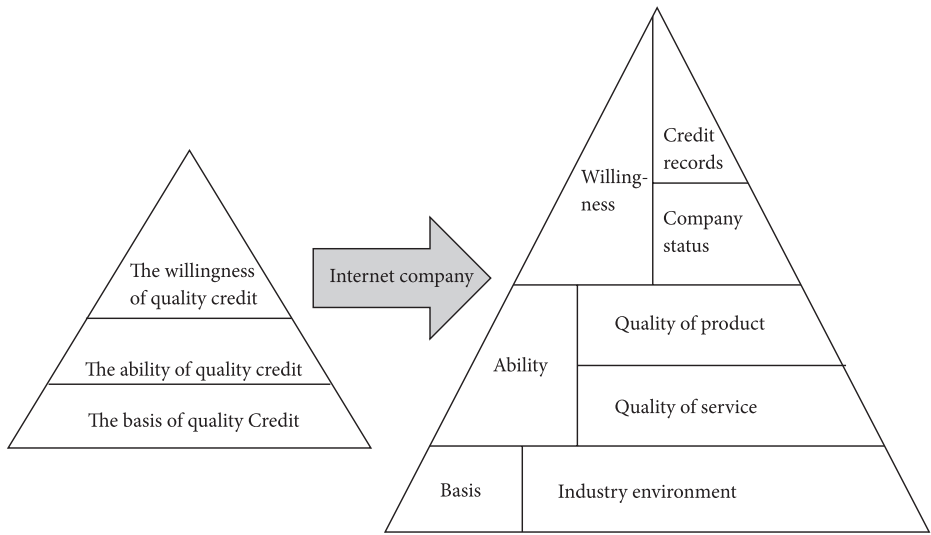 The willingness
of quality credit
The ability of quality credit
The basis of quality Credit
Internet company
Willing-
ness
Credit
records
Company
status
Ability
Quality of product
Quality of service
Basis
Industry environment